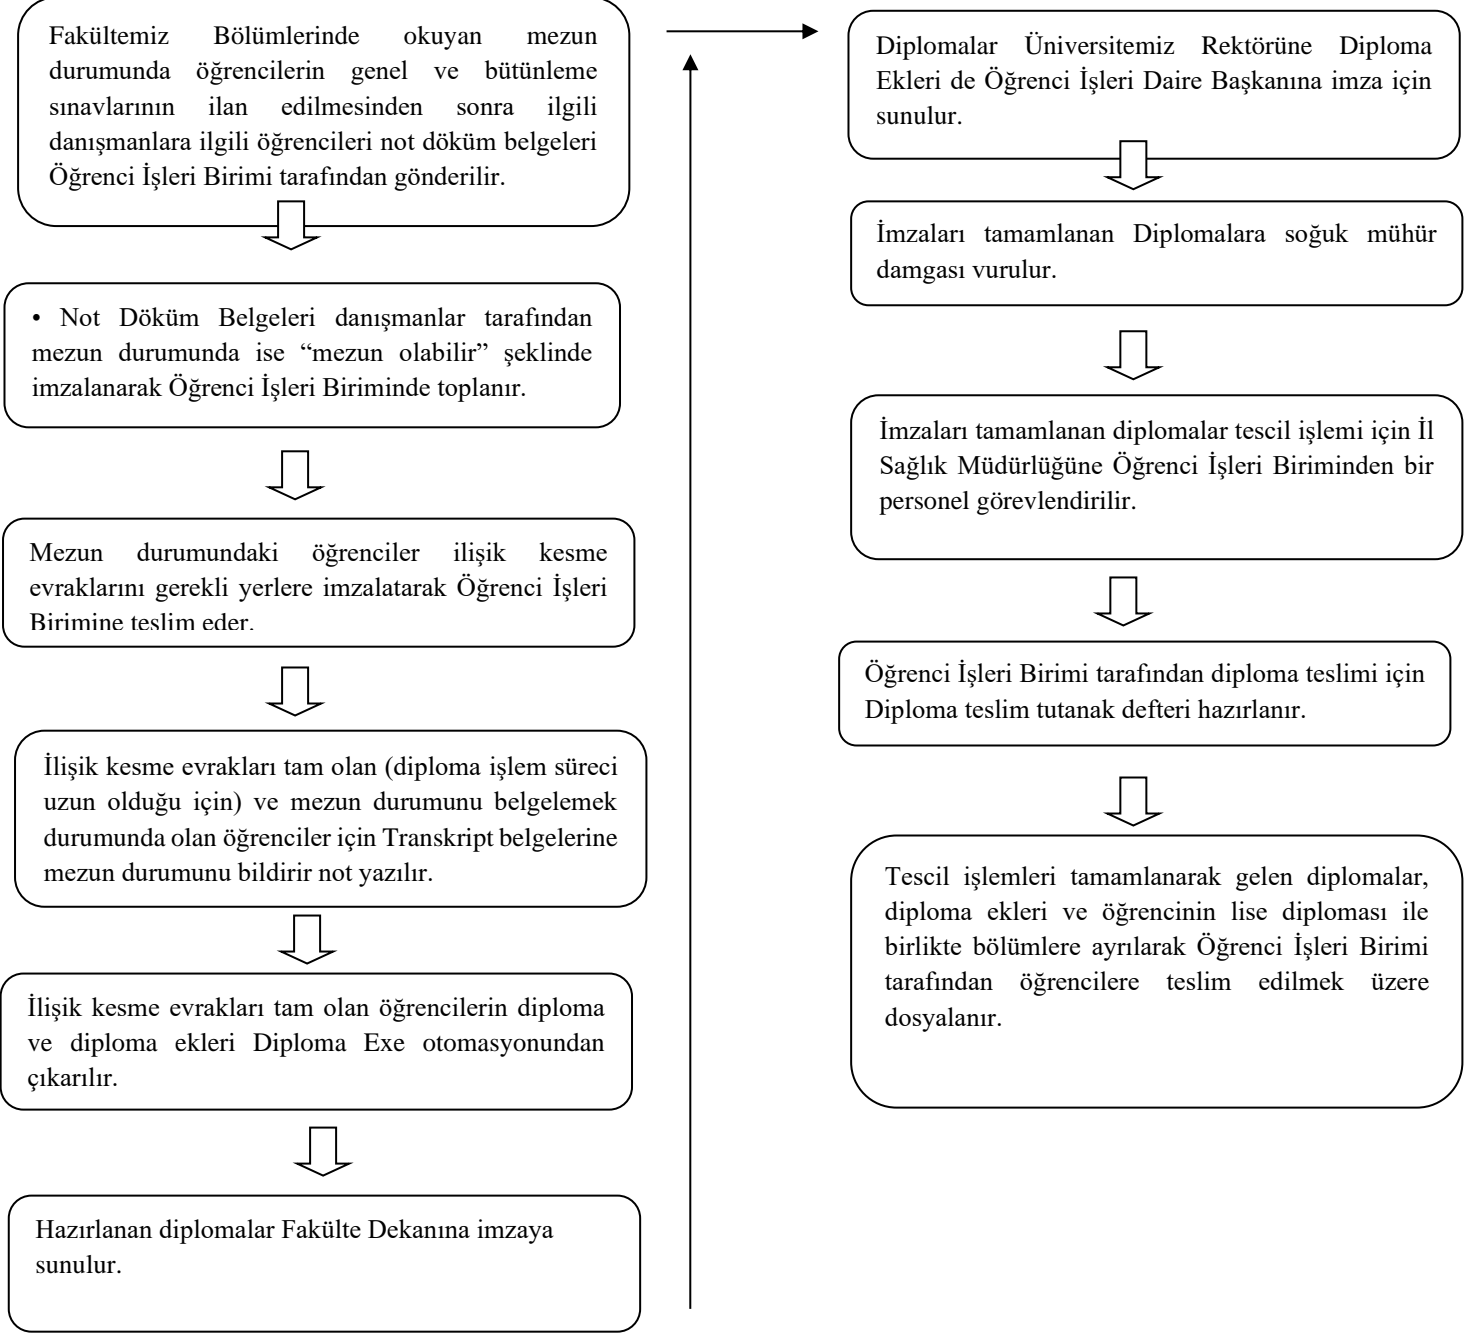 Fakültemiz Bölümlerinde okuyan mezun
durumunda öğrencilerin genel ve bütünleme
sınavlarının ilan edilmesinden sonra ilgili
danışmanlara ilgili öğrencileri not döküm belgeleri
Öğrenci İşleri Birimi tarafından gönderilir.
• Not Döküm Belgeleri danışmanlar tarafından
mezun durumunda ise “mezun olabilir” şeklinde
imzalanarak Öğrenci İşleri Biriminde toplanır.
Mezun durumundaki öğrenciler ilişik kesme
evraklarını gerekli yerlere imzalatarak Öğrenci İşleri
Birimine teslim eder.
İlişik kesme evrakları tam olan (diploma işlem süreci
uzun olduğu için) ve mezun durumunu belgelemek
durumunda olan öğrenciler için Transkript belgelerine
mezun durumunu bildirir not yazılır.
İlişik kesme evrakları tam olan öğrencilerin diploma
ve diploma ekleri Diploma Exe otomasyonundan
çıkarılır.
Hazırlanan diplomalar Fakülte Dekanına imzaya
sunulur.
Diplomalar Üniversitemiz Rektörüne Diploma
Ekleri de Öğrenci İşleri Daire Başkanına imza için
sunulur.
İmzaları tamamlanan Diplomalara soğuk mühür
damgası vurulur.
İmzaları tamamlanan diplomalar tescil işlemi için İl
Sağlık Müdürlüğüne Öğrenci İşleri Biriminden bir
personel görevlendirilir.
Öğrenci İşleri Birimi tarafından diploma teslimi için
Diploma teslim tutanak defteri hazırlanır.
Tescil işlemleri tamamlanarak gelen diplomalar,
diploma ekleri ve öğrencinin lise diploması ile
birlikte bölümlere ayrılarak Öğrenci İşleri Birimi
tarafından öğrencilere teslim edilmek üzere
dosyalanır.